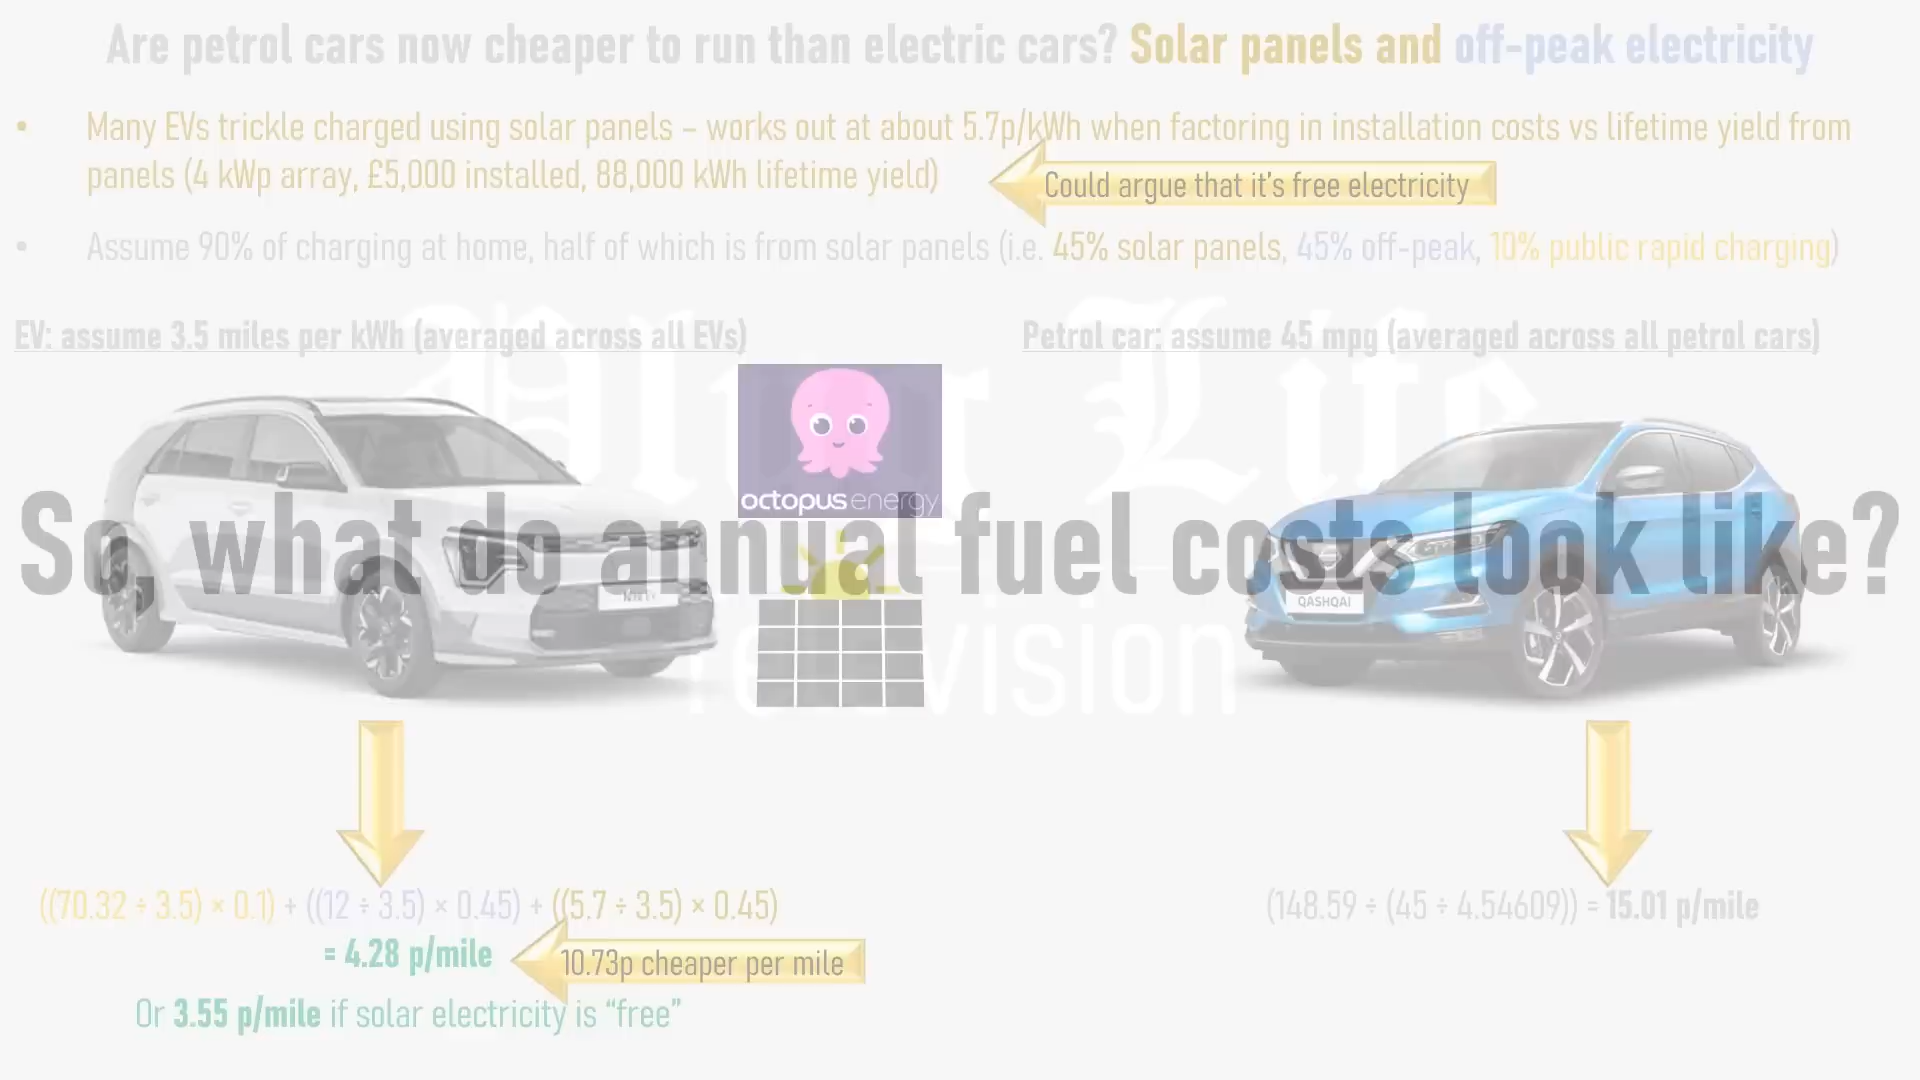 Are petrol cars now cheaper to run than electric cars? Solar panels and off-peak electricity
• Many EVs trickle charged using solar panels – works out at about 5.7p/kWh when factoring in installation costs vs lifetime yield from
panels (4 kWp array, £5,000 installed, 88,000 kWh lifetime yield)
Could argue that it's free electricity
• Assume 90% of charging at home, half of which is from solar panels (i.e. 45% solar panels, 45% off-peak, 10% public rapid charging)
EV: assume 3.5 miles per kWh (averaged across all EVs)
Petrol car: assume 45 mpg (averaged across all petrol cars)
Life
octopus energy
So, what do annual fuel costs look like?
QASHQAI
Television
((70.32 ÷ 3.5) × 0.1) + ((12 ÷ 3.5) × 0.45) + ((5.7 ÷ 3.5) × 0.45)
= 4.28 p/mile
10.73p cheaper per mile
Or 3.55 p/mile if solar electricity is “free”
(148.59 ÷ (45 ÷ 4.54609)) = 15.01 p/mile